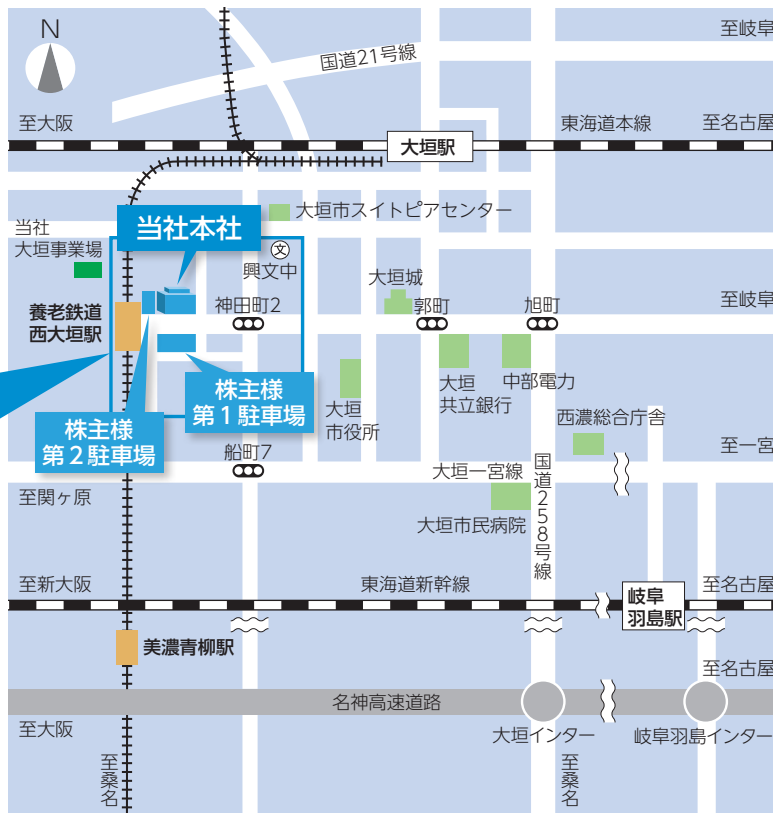 N
国道21号線
至岐阜
至大阪
東海道本線
至名古屋
大垣駅
大垣市スイトピアセンター
当社本社
当社
大垣事業場
文
興文中
大垣城
養老鉄道
西大垣駅
神田町2
郭町
旭町
至岐阜
株主様
第1駐車場
大垣
市役所
大垣
共立銀行
中部電力
株主様
第2駐車場
西濃総合庁舎
船町7
至一宮
大垣一宮線
至関ヶ原
国道258号線
大垣市民病院
至新大阪
東海道新幹線
至名古屋
岐阜
羽島駅
美濃青柳駅
至名古屋
名神高速道路
至大阪
大垣インター
岐阜羽島インター
至桑名
至桑名